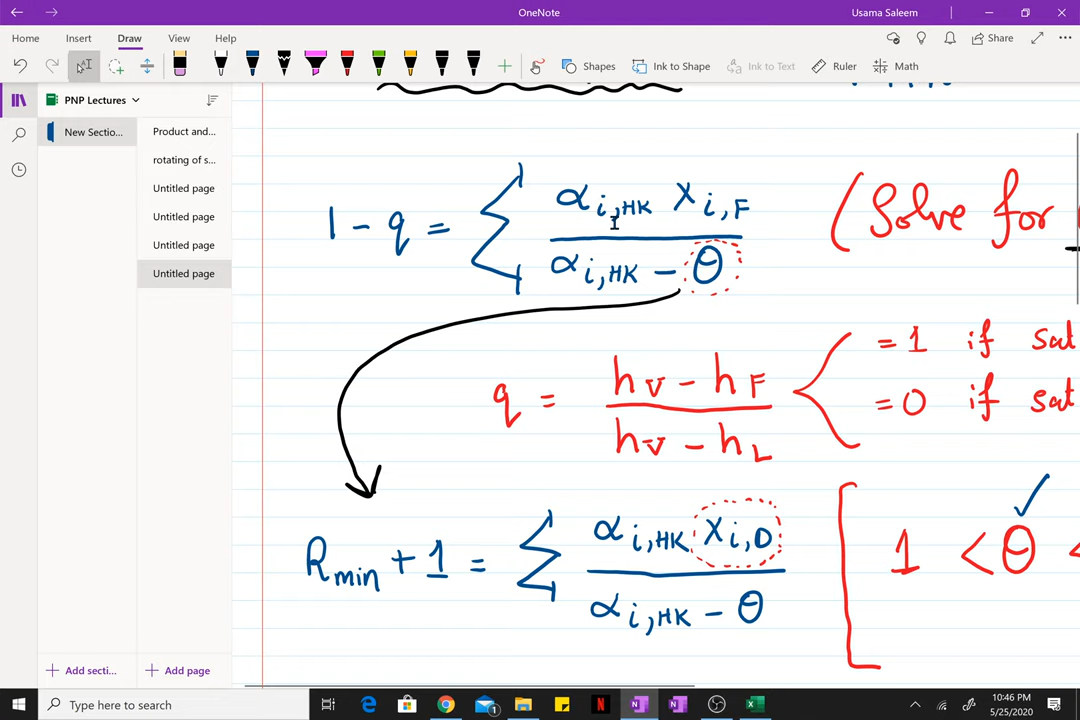 OneNote
Usama Saleem
Home Insert Draw View Help
Share
Shapes Ink to Shape Ink to Text Ruler Math
PNP Lectures
New Sectio...
Product and...
rotating of s...
Untitled page
Untitled page
Untitled page
Untitled page
1 - q = Σ α i,HK x i,F / α i,HK - θ (Solve for
q = hV - hF / hV - hL
= 1 if sat
= 0 if sat
Rmin + 1 = Σ α i,HK x i,D / α i,HK - θ
1 < θ <
Add secti...
Add page
Type here to search
1
10:46 PM
5/25/2020